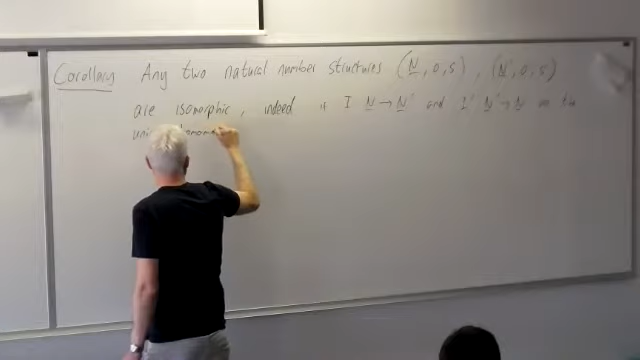 Corollary Any two natural number structures (N, 0, s), (N', 0, s)
are isomorphic, indeed if I N → N' and I' N' → N are the